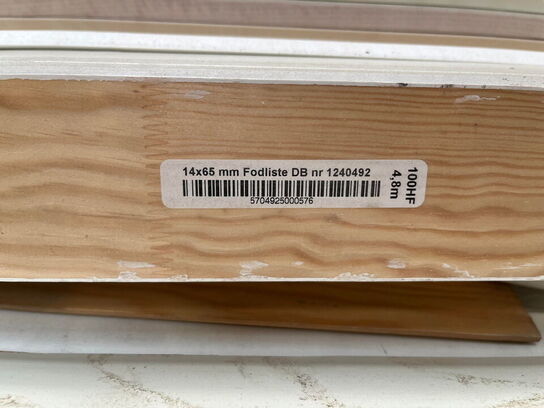 14x65 mm Fodliste DB nr 1240492
5704925000576
100HF
4,8m